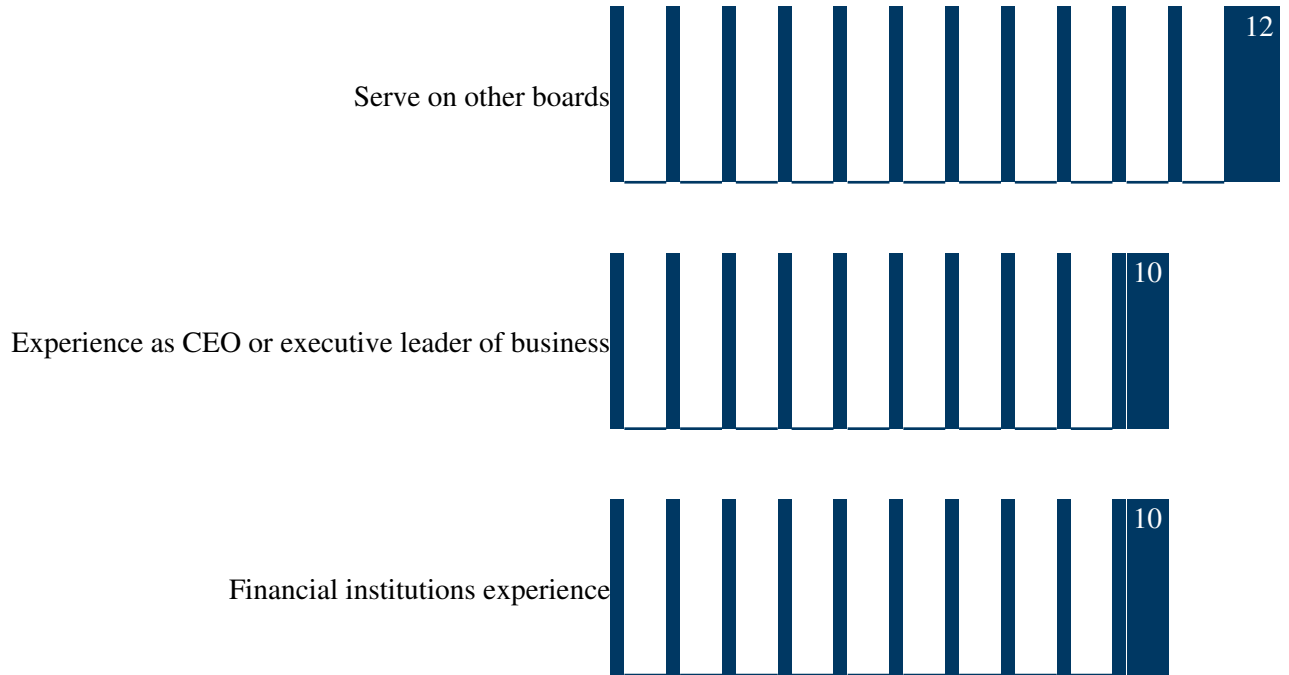 12
Serve on other boards
10
Experience as CEO or executive leader of business
10
Financial institutions experience